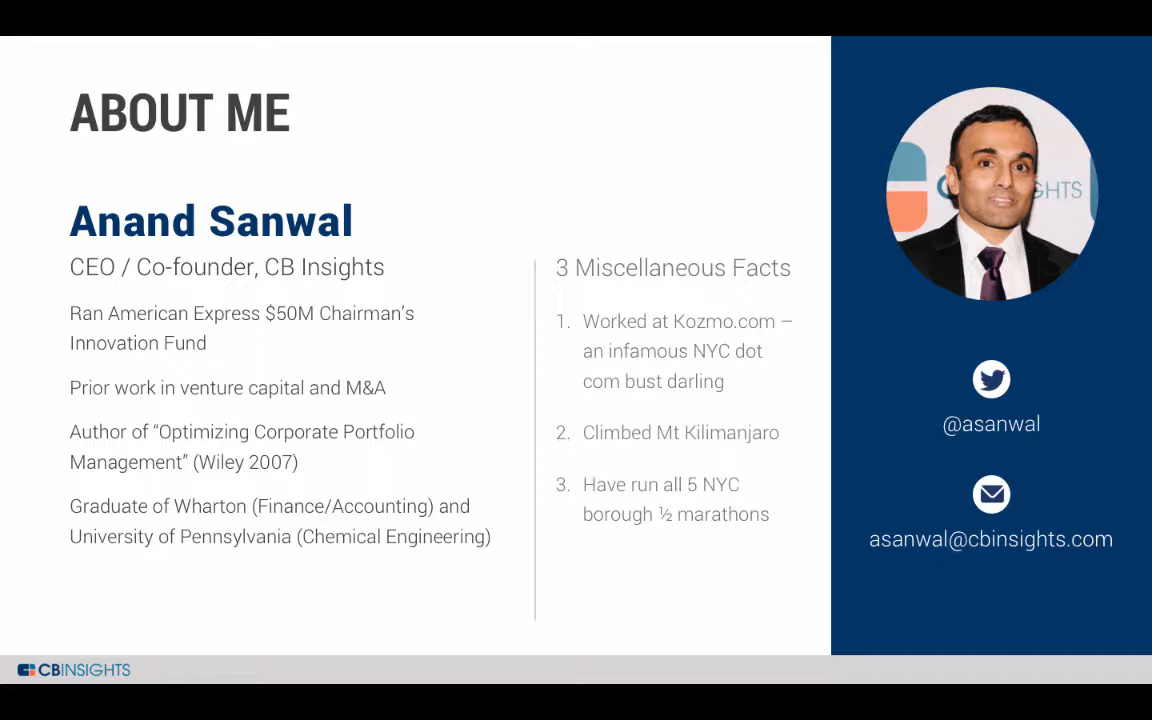 ABOUT ME
Anand Sanwal
CEO / Co-founder, CB Insights
Ran American Express $50M Chairman’s
Innovation Fund
Prior work in venture capital and M&A
Author of “Optimizing Corporate Portfolio
Management” (Wiley 2007)
Graduate of Wharton (Finance/Accounting) and
University of Pennsylvania (Chemical Engineering)
3 Miscellaneous Facts
1. Worked at Kozmo.com –
an infamous NYC dot
com bust darling
2. Climbed Mt Kilimanjaro
3. Have run all 5 NYC
borough ½ marathons
@asanwal
asanwal@cbinsights.com
CBINSIGHTS